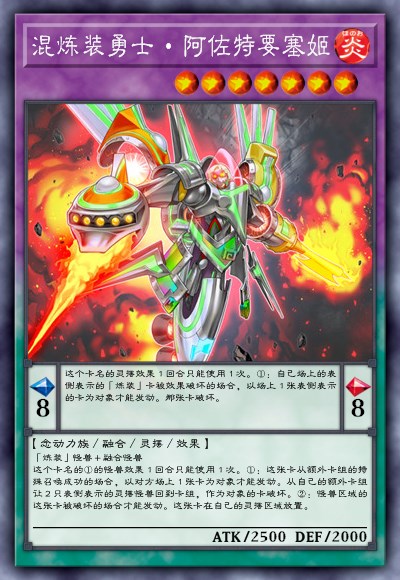 混炼装勇士·阿佐特要塞姬
ほのお
炎
这个卡名的灵摆效果1回合只能使用1次。①：自己场上的表
侧表示的「炼装」卡被效果破坏的场合，以场上1张表侧表示
的卡为对象才能发动。那张卡破坏。
8
8
【念动力族／融合／灵摆／效果】
「炼装」怪兽＋融合怪兽
这个卡名的①的怪兽效果1回合只能使用1次。①：这张卡从额外卡组的特
殊召唤成功的场合，以对方场上1张卡为对象才能发动。从自己的额外卡组
让2只表侧表示的灵摆怪兽回到卡组，作为对象的卡破坏。②：怪兽区域的
这张卡被破坏的场合才能发动。这张卡在自己的灵摆区域放置。
ATK/2500 DEF/2000